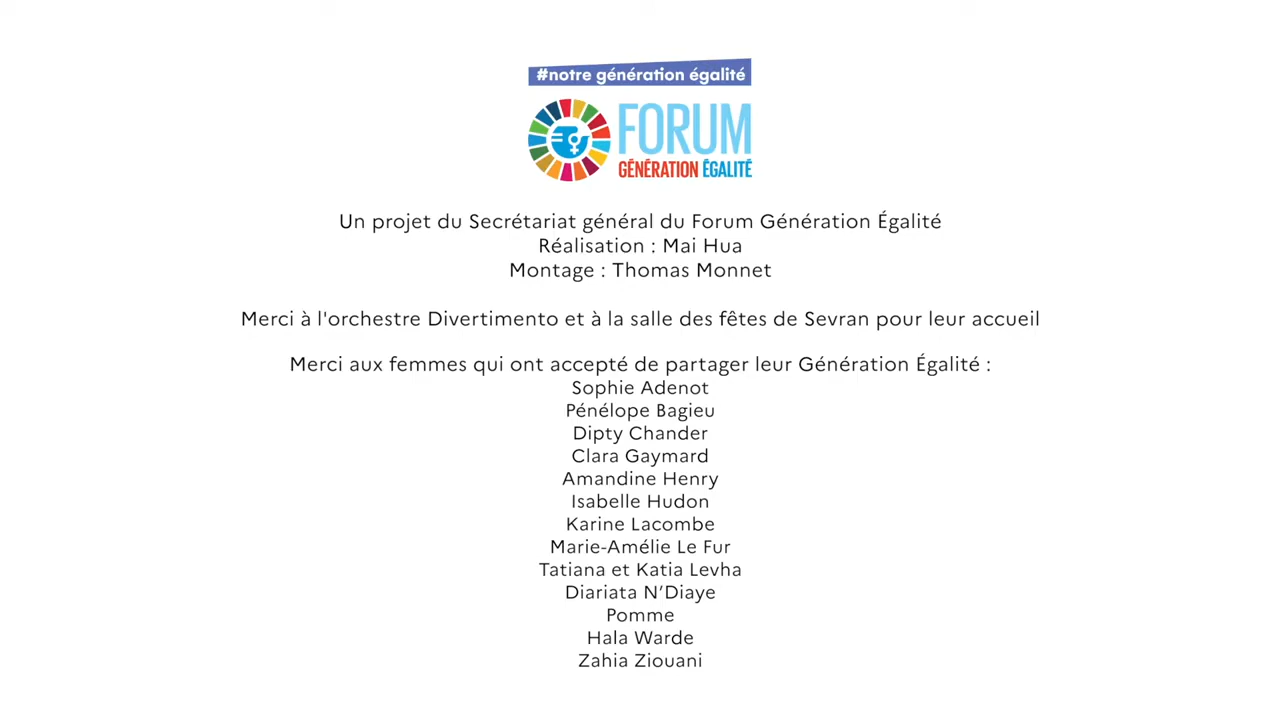 #notre génération égalité
FORUM
GÉNÉRATION ÉGALITÉ
Un projet du Secrétariat général du Forum Génération Égalité
Réalisation : Mai Hua
Montage : Thomas Monnet
Merci à l'orchestre Divertimento et à la salle des fêtes de Sevran pour leur accueil
Merci aux femmes qui ont accepté de partager leur Génération Égalité :
Sophie Adenot
Pénélope Bagieu
Dipty Chander
Clara Gaymard
Amandine Henry
Isabelle Hudon
Karine Lacombe
Marie-Amélie Le Fur
Tatiana et Katia Levha
Diariata N’Diaye
Pomme
Hala Warde
Zahia Ziouani